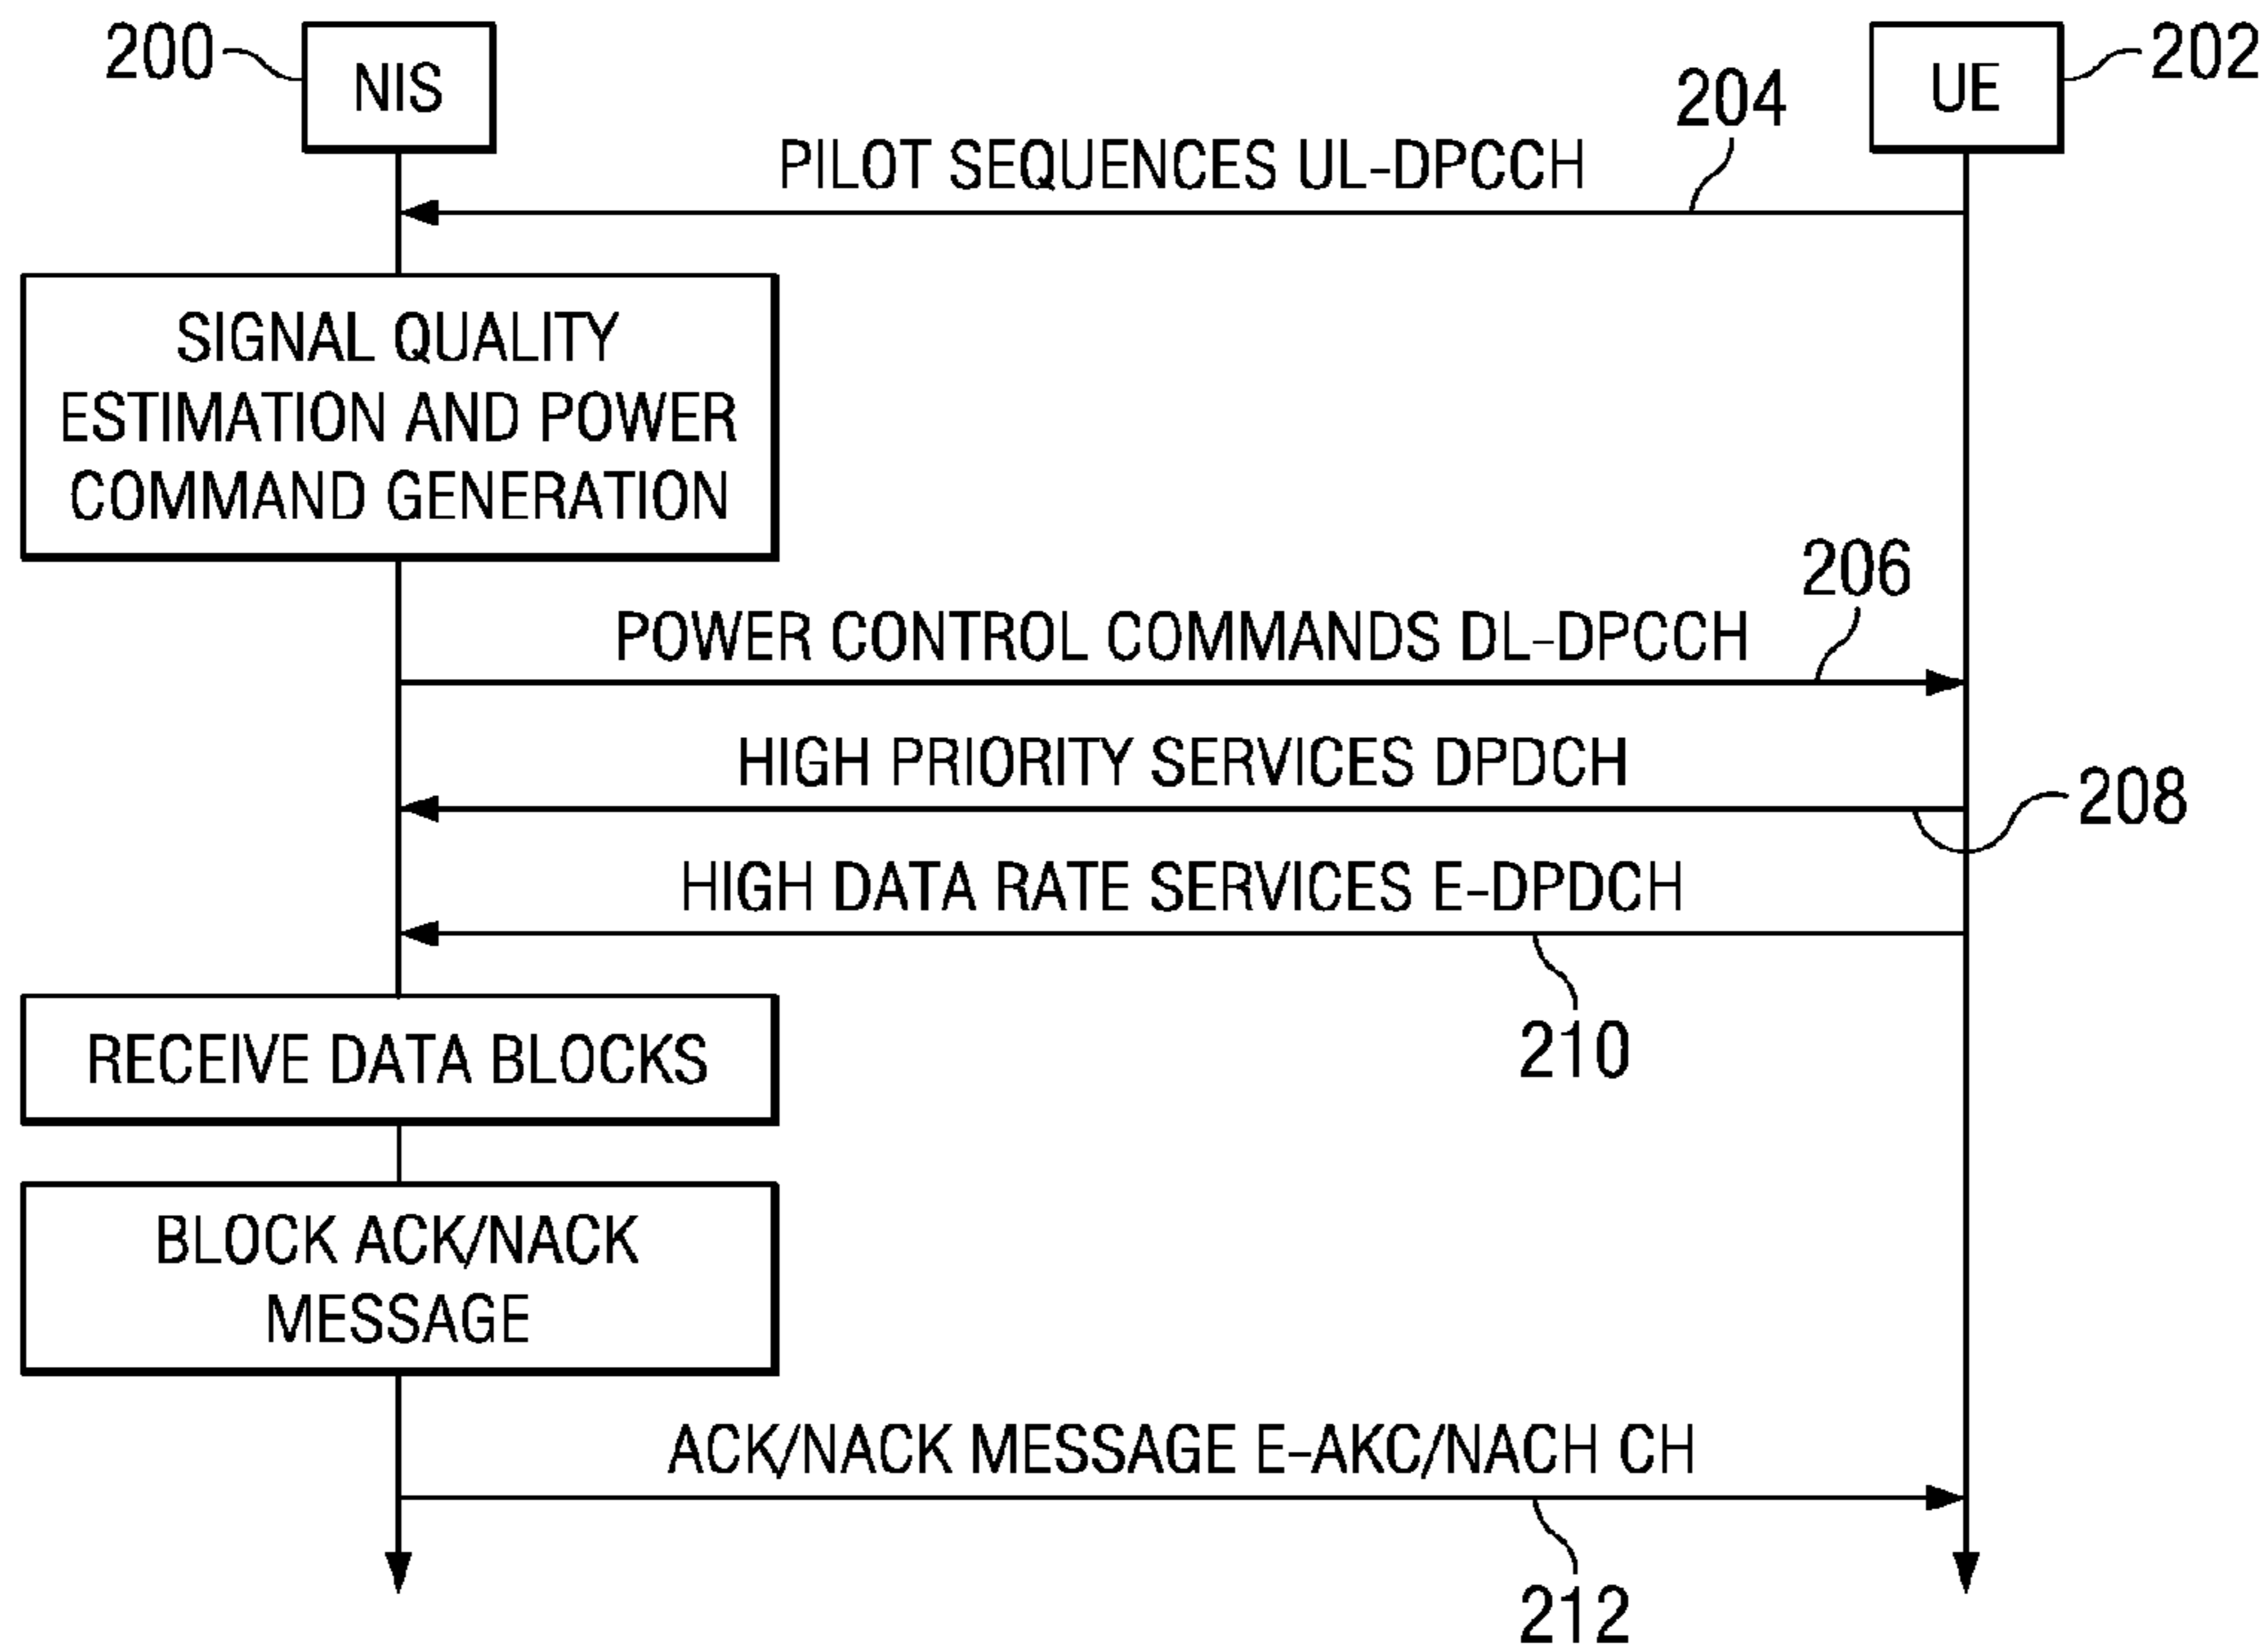 200
NIS
UE
202
204
PILOT SEQUENCES UL-DPCCH
SIGNAL QUALITY
ESTIMATION AND POWER
COMMAND GENERATION
206
POWER CONTROL COMMANDS DL-DPCCH
HIGH PRIORITY SERVICES DPDCH
208
HIGH DATA RATE SERVICES E-DPDCH
210
RECEIVE DATA BLOCKS
BLOCK ACK/NACK
MESSAGE
ACK/NACK MESSAGE E-AKC/NACH CH
212